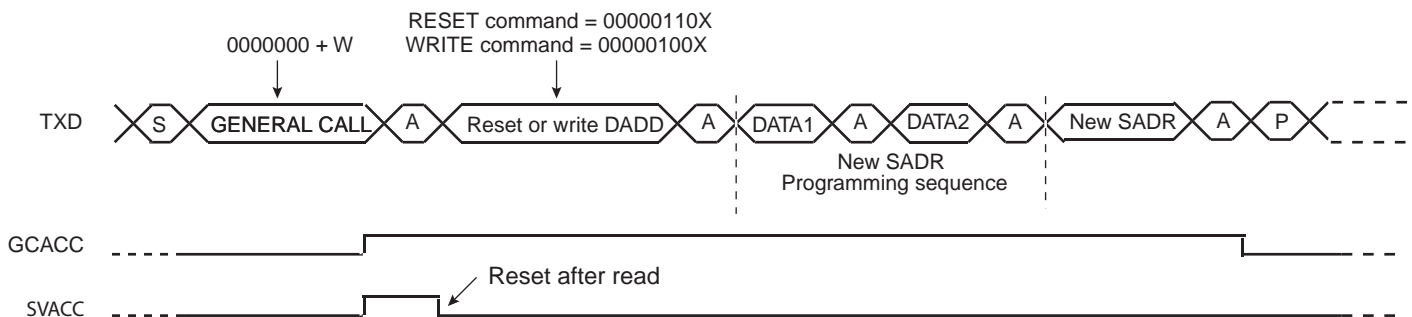 RESET command = 00000110X
0000000 + W
WRITE command = 00000100X
TXD
S
GENERAL CALL
A
Reset or write DADD
A
DATA1
A
DATA2
A
New SADR
A
P
New SADR
Programming sequence
GCACC
Reset after read
SVACC